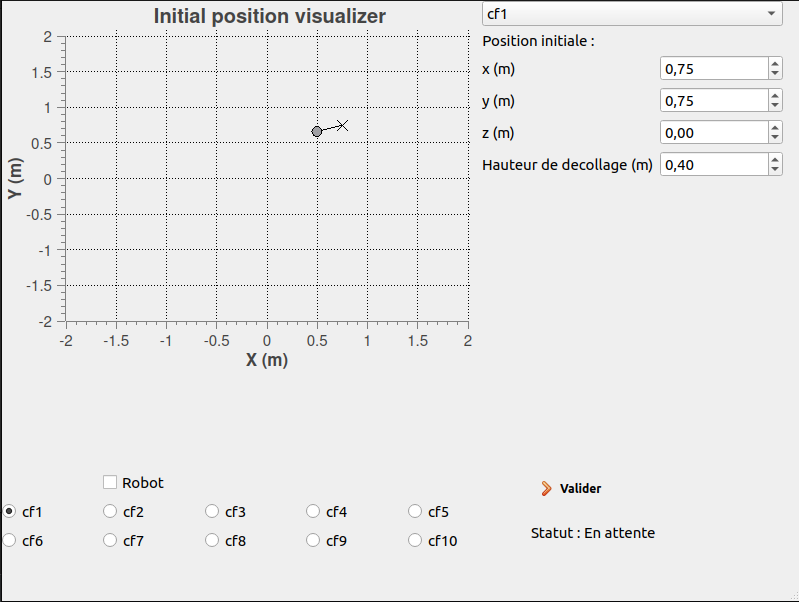 Initial position visualizer
2
1.5
1
0.5
0
-0.5
-1
-1.5
-2
Y (m)
-2 -1.5 -1 -0.5 0 0.5 1 1.5 2
X (m)
cf1
Position initiale :
x (m) 0,75
y (m) 0,75
z (m) 0,00
Hauteur de decollage (m) 0,40
Robot
cf1 cf2 cf3 cf4 cf5
cf6 cf7 cf8 cf9 cf10
Valider
Statut : En attente